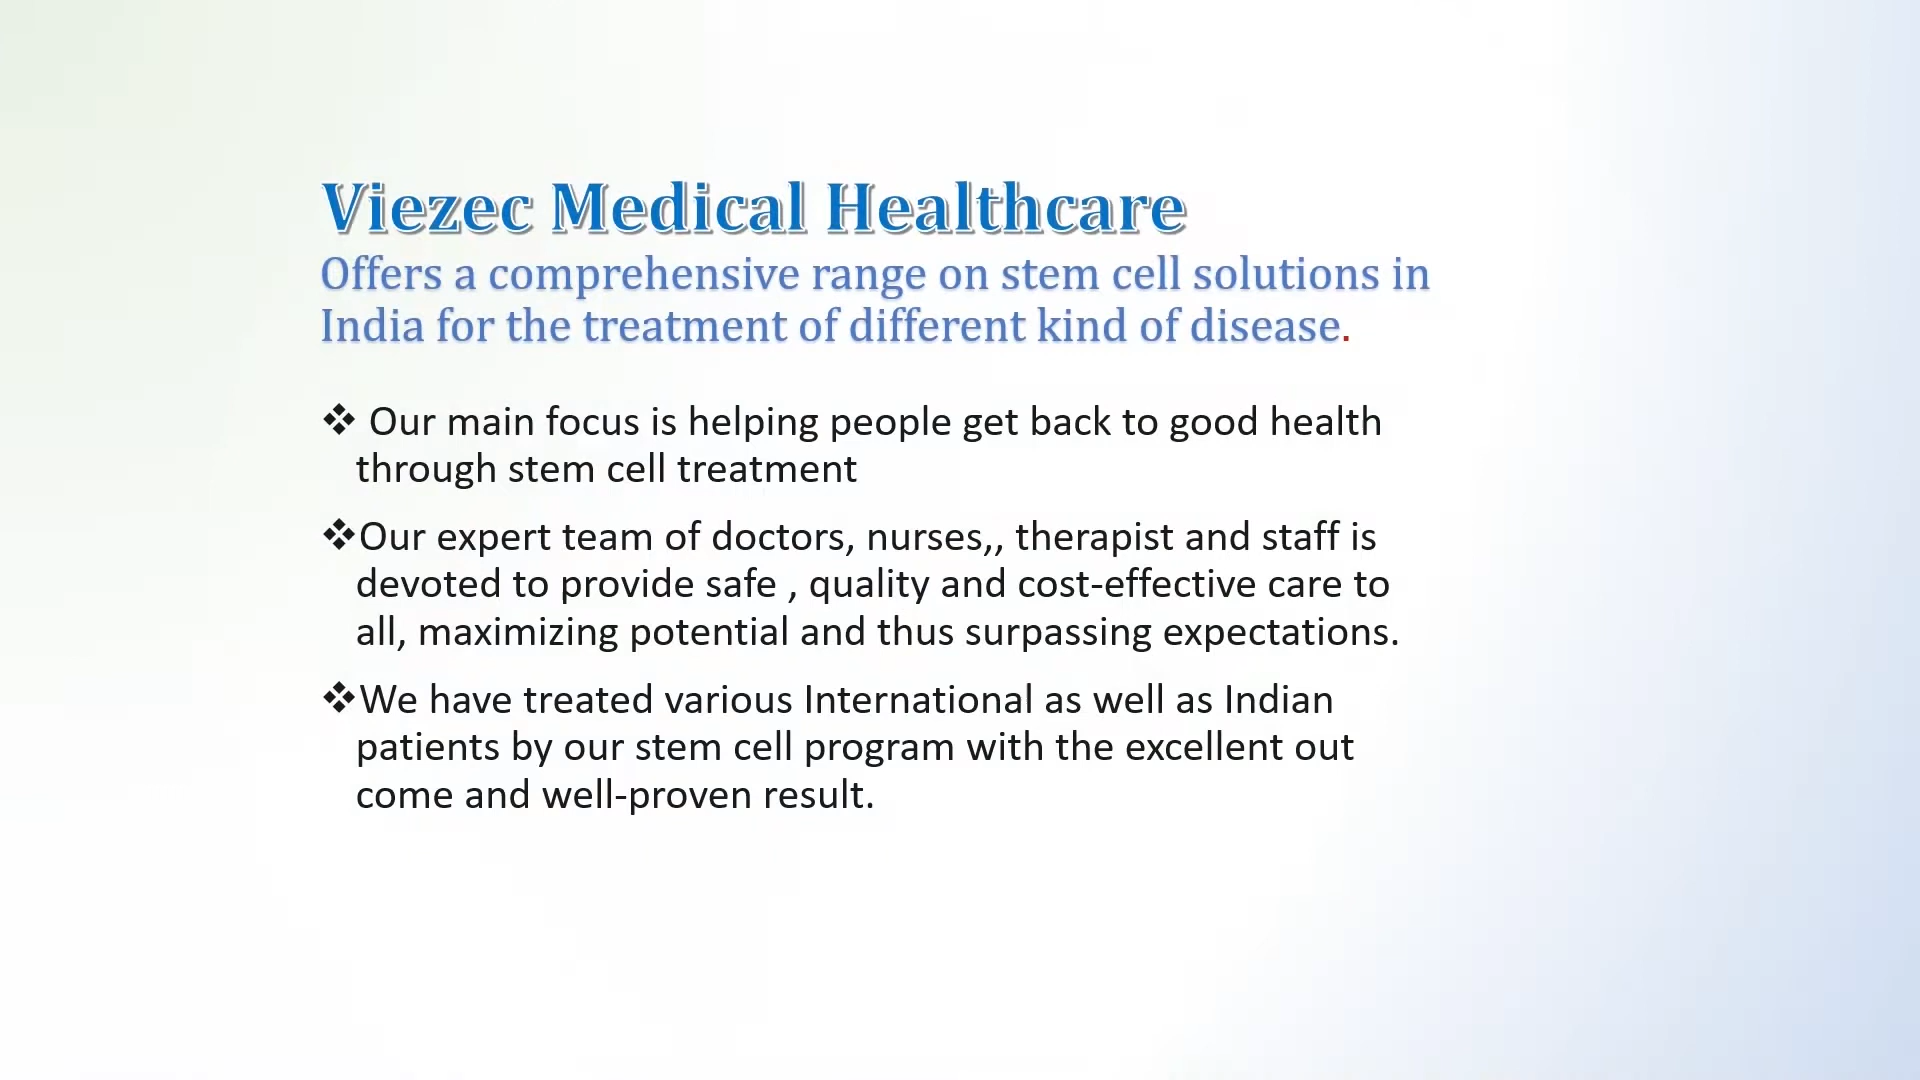 Viezec Medical Healthcare
Offers a comprehensive range on stem cell solutions in
India for the treatment of different kind of disease.
❖ Our main focus is helping people get back to good health
through stem cell treatment
❖Our expert team of doctors, nurses,, therapist and staff is
devoted to provide safe , quality and cost-effective care to
all, maximizing potential and thus surpassing expectations.
❖We have treated various International as well as Indian
patients by our stem cell program with the excellent out
come and well-proven result.